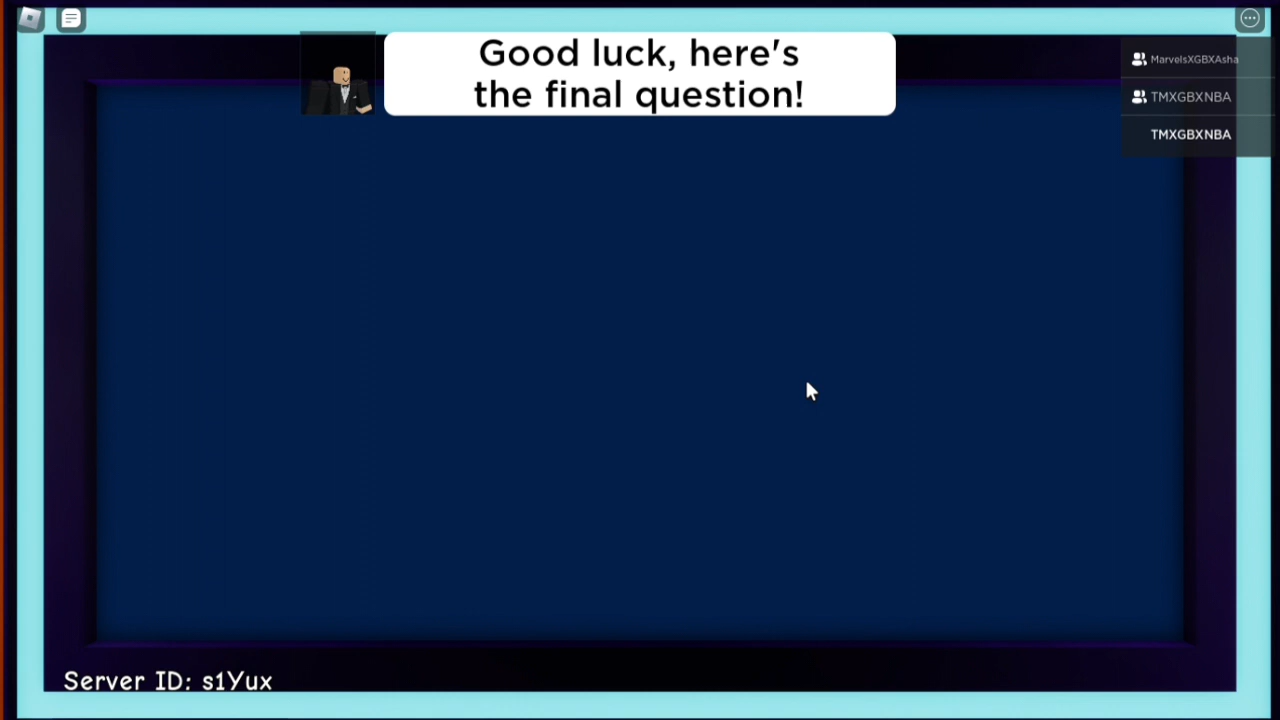 Good luck, here's
the final question!
MarvelsXGBXAsha
TMXGBXNBA
TMXGBXNBA
Server ID: s1Yux